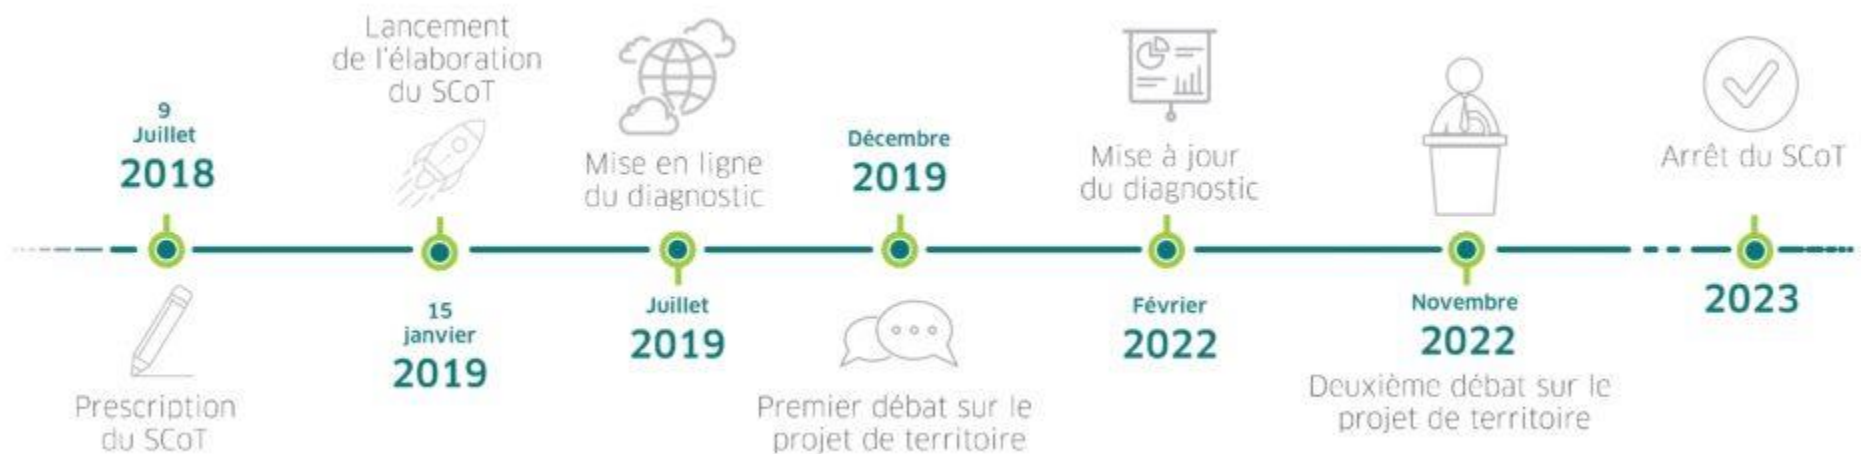 9
Juillet
2018
Prescription
du SCoT
Lancement
de l'élaboration
du SCoT
15
janvier
2019
Mise en ligne
du diagnostic
Juillet
2019
Décembre
2019
Premier débat sur le
projet de territoire
Mise à jour
du diagnostic
Février
2022
Novembre
2022
Deuxième débat sur le
projet de territoire
Arrêt du SCoT
2023